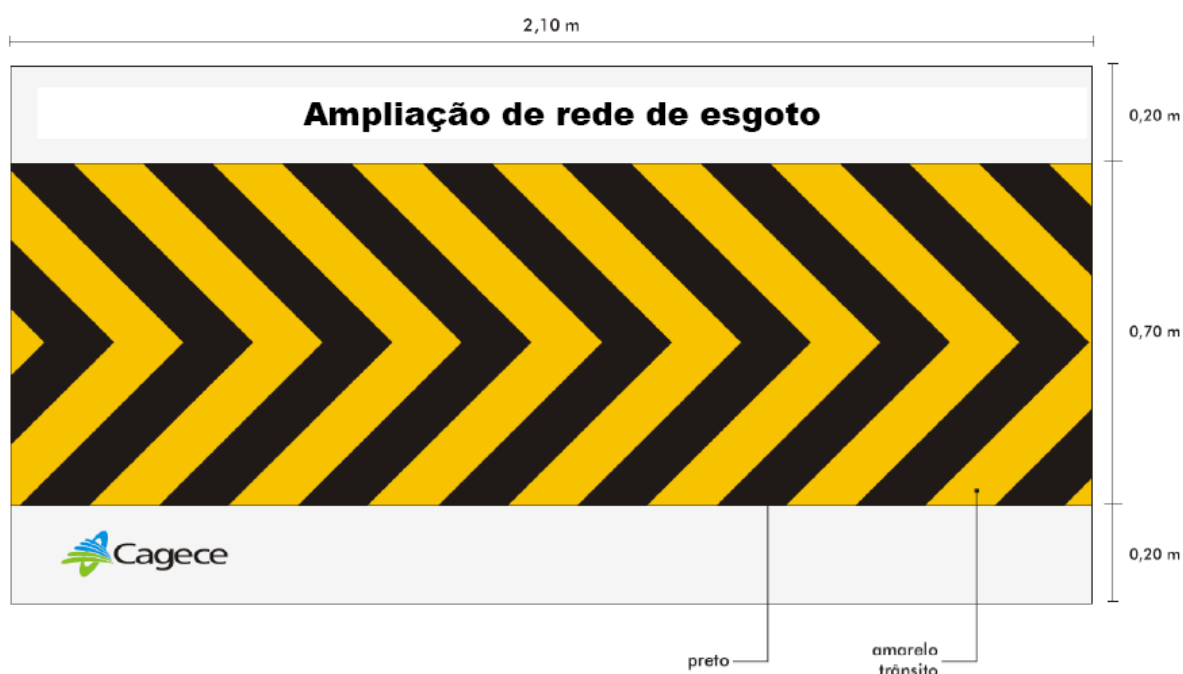 2,10 m
Ampliação de rede de esgoto
0,20 m
0,70 m
Cagece
0,20 m
preto
amarelo
trânsito